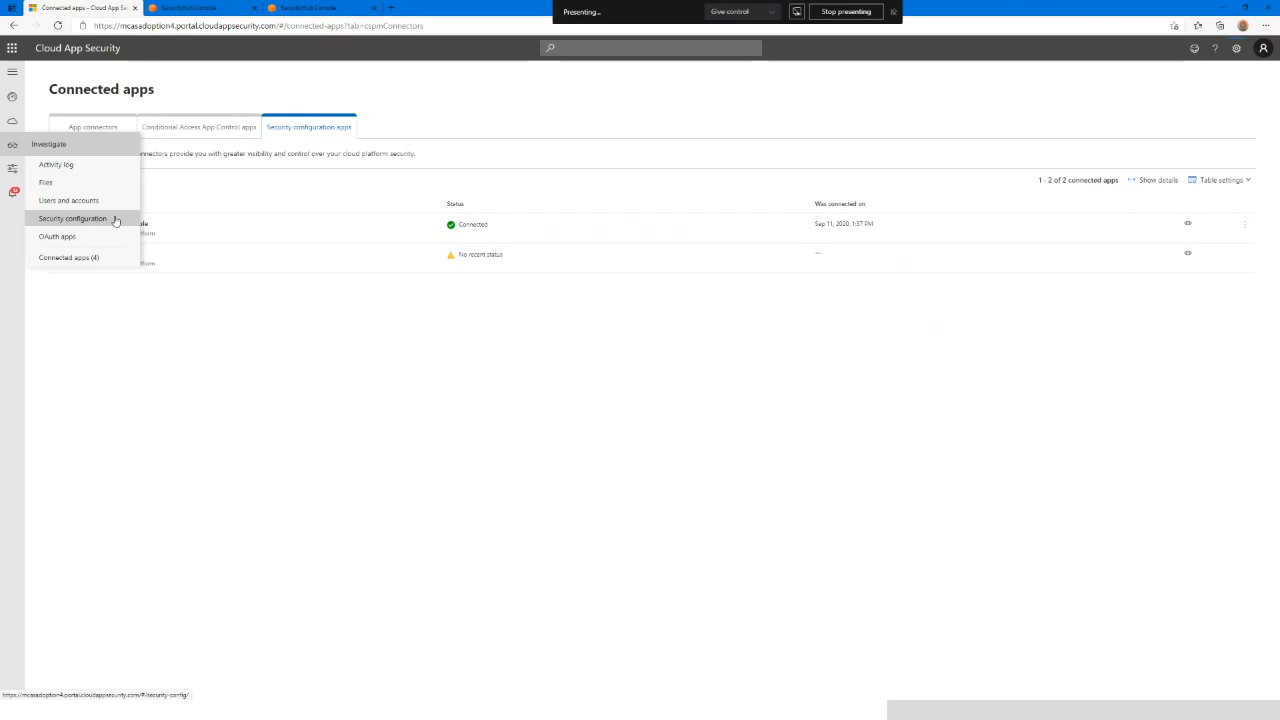 Connected apps - Cloud App Se
SecurityHub Console
SecurityHub Console
Presenting...
Give control
Stop presenting
https://mcasadoption4.portal.cloudappsecurity.com/#/connected-apps?tab=cspmConnectors
Cloud App Security
Connected apps
App connectors
Conditional Access App Control apps
Security configuration apps
Investigate
onnectors provide you with greater visibility and control over your cloud platform security.
Activity log
Files
Users and accounts
Security configuration
OAuth apps
Connected apps (4)
1 - 2 of 2 connected apps
Show details
Table settings
Status
Was connected on
ple
tform
Connected
Sep 11, 2020, 1:37 PM
No recent status
—
tform
https://mcasadoption4.portal.cloudappsecurity.com/#/security-config/